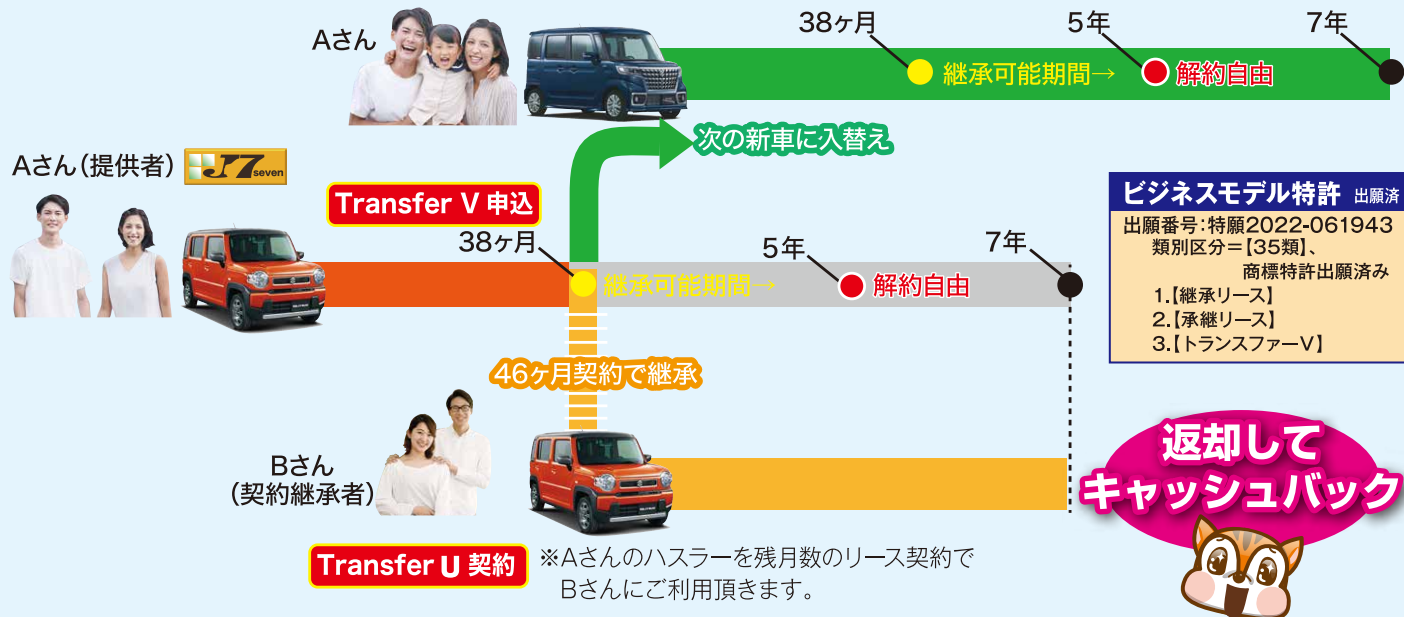 Aさん
38ヶ月
5年
7年
継承可能期間→
解約自由
次の新車に入替え
Aさん(提供者)
J7 seven
Transfer V 申込
38ヶ月
5年
7年
継承可能期間→
解約自由
ビジネスモデル特許 出願済
出願番号:特願2022-061943
類別区分=【35類】、
商標特許出願済み
1.【継承リース】
2.【承継リース】
3.【トランスファーV】
46ヶ月契約で継承
Bさん
(契約継承者)
返却して
キャッシュバック
Transfer U 契約
※Aさんのハスラーを残月数のリース契約で
Bさんにご利用頂きます。